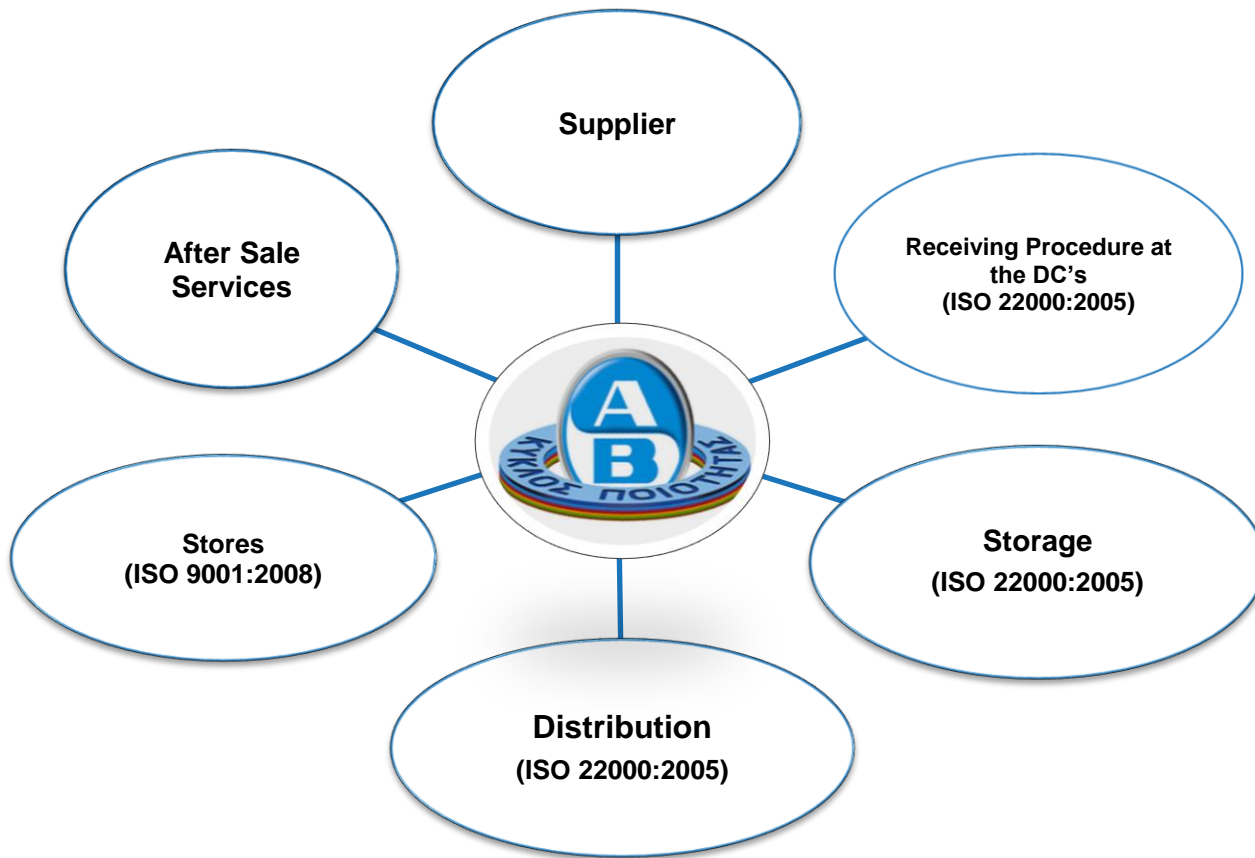 Supplier
After Sale
Services
Receiving Procedure at
the DC's
(ISO 22000:2005)
A
B
ΚΥΚΛΟΣ ΠΟΙΟΤΗΤΑΣ
Stores
(ISO 9001:2008)
Storage
(ISO 22000:2005)
Distribution
(ISO 22000:2005)